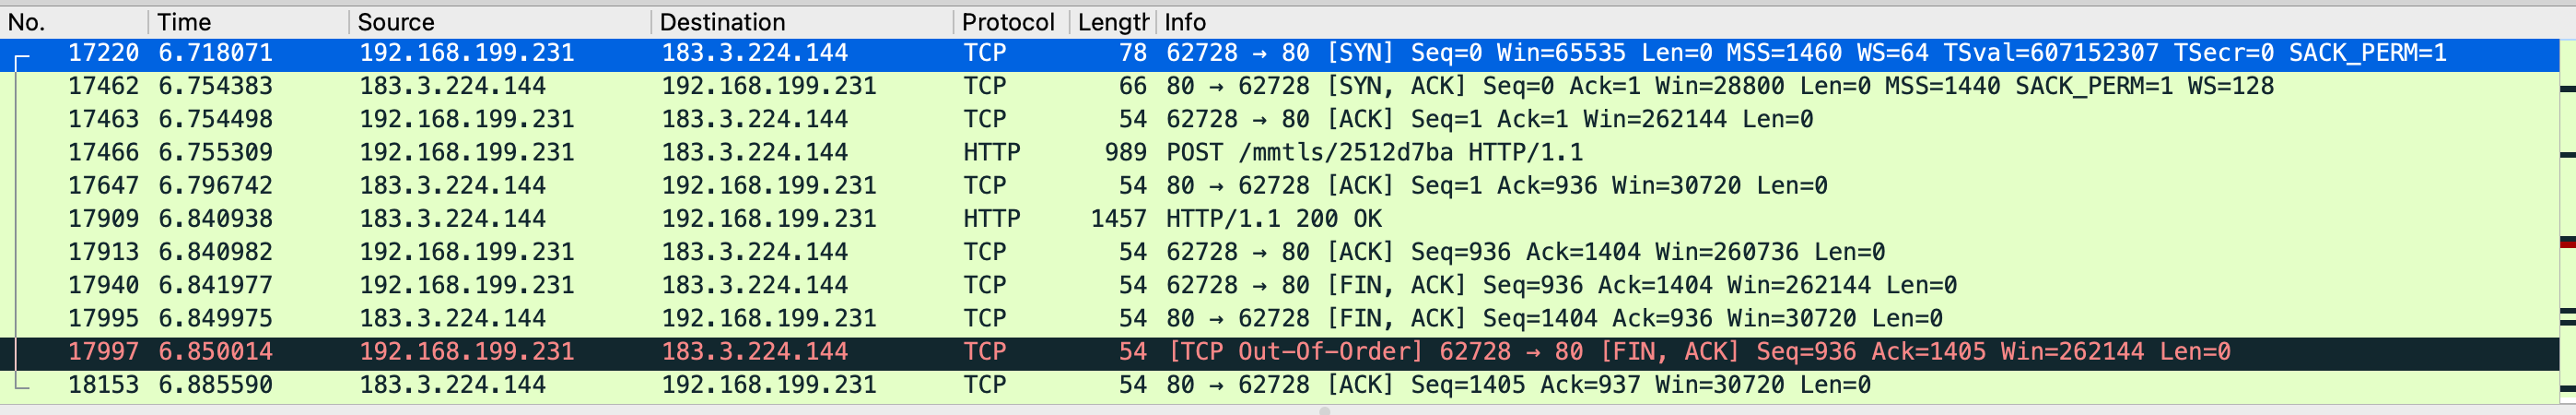 No. Time Source Destination Protocol Length Info
17220 6.718071 192.168.199.231 183.3.224.144 TCP 78 62728 → 80 [SYN] Seq=0 Win=65535 Len=0 MSS=1460 WS=64 TSval=607152307 TSecr=0 SACK_PERM=1
17462 6.754383 183.3.224.144 192.168.199.231 TCP 66 80 → 62728 [SYN, ACK] Seq=0 Ack=1 Win=28800 Len=0 MSS=1440 SACK_PERM=1 WS=128
17463 6.754498 192.168.199.231 183.3.224.144 TCP 54 62728 → 80 [ACK] Seq=1 Ack=1 Win=262144 Len=0
17466 6.755309 192.168.199.231 183.3.224.144 HTTP 989 POST /mmtls/2512d7ba HTTP/1.1
17647 6.796742 183.3.224.144 192.168.199.231 TCP 54 80 → 62728 [ACK] Seq=1 Ack=936 Win=30720 Len=0
17909 6.840938 183.3.224.144 192.168.199.231 HTTP 1457 HTTP/1.1 200 OK
17913 6.840982 192.168.199.231 183.3.224.144 TCP 54 62728 → 80 [ACK] Seq=936 Ack=1404 Win=260736 Len=0
17940 6.841977 192.168.199.231 183.3.224.144 TCP 54 62728 → 80 [FIN, ACK] Seq=936 Ack=1404 Win=262144 Len=0
17995 6.849975 183.3.224.144 192.168.199.231 TCP 54 80 → 62728 [FIN, ACK] Seq=1404 Ack=936 Win=30720 Len=0
17997 6.850014 192.168.199.231 183.3.224.144 TCP 54 [TCP Out-Of-Order] 62728 → 80 [FIN, ACK] Seq=936 Ack=1405 Win=262144 Len=0
18153 6.885590 183.3.224.144 192.168.199.231 TCP 54 80 → 62728 [ACK] Seq=1405 Ack=937 Win=30720 Len=0